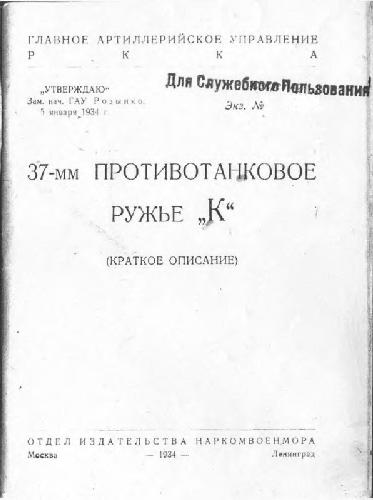 ГЛАВНОЕ АРТИЛЛЕРИЙСКОЕ УПРАВЛЕНИЕ
Р К К А
„УТВЕРЖДАЮ“
Зам. нач. ГАУ Розынко.
5 января 1934 г.
Для Служебного Пользования
Экз. №
37-мм ПРОТИВОТАНКОВОЕ
РУЖЬЕ „К“
(КРАТКОЕ ОПИСАНИЕ)
ОТДЕЛ ИЗДАТЕЛЬСТВА НАРКОМВОЕНМОРА
Москва — 1934 — Ленинград